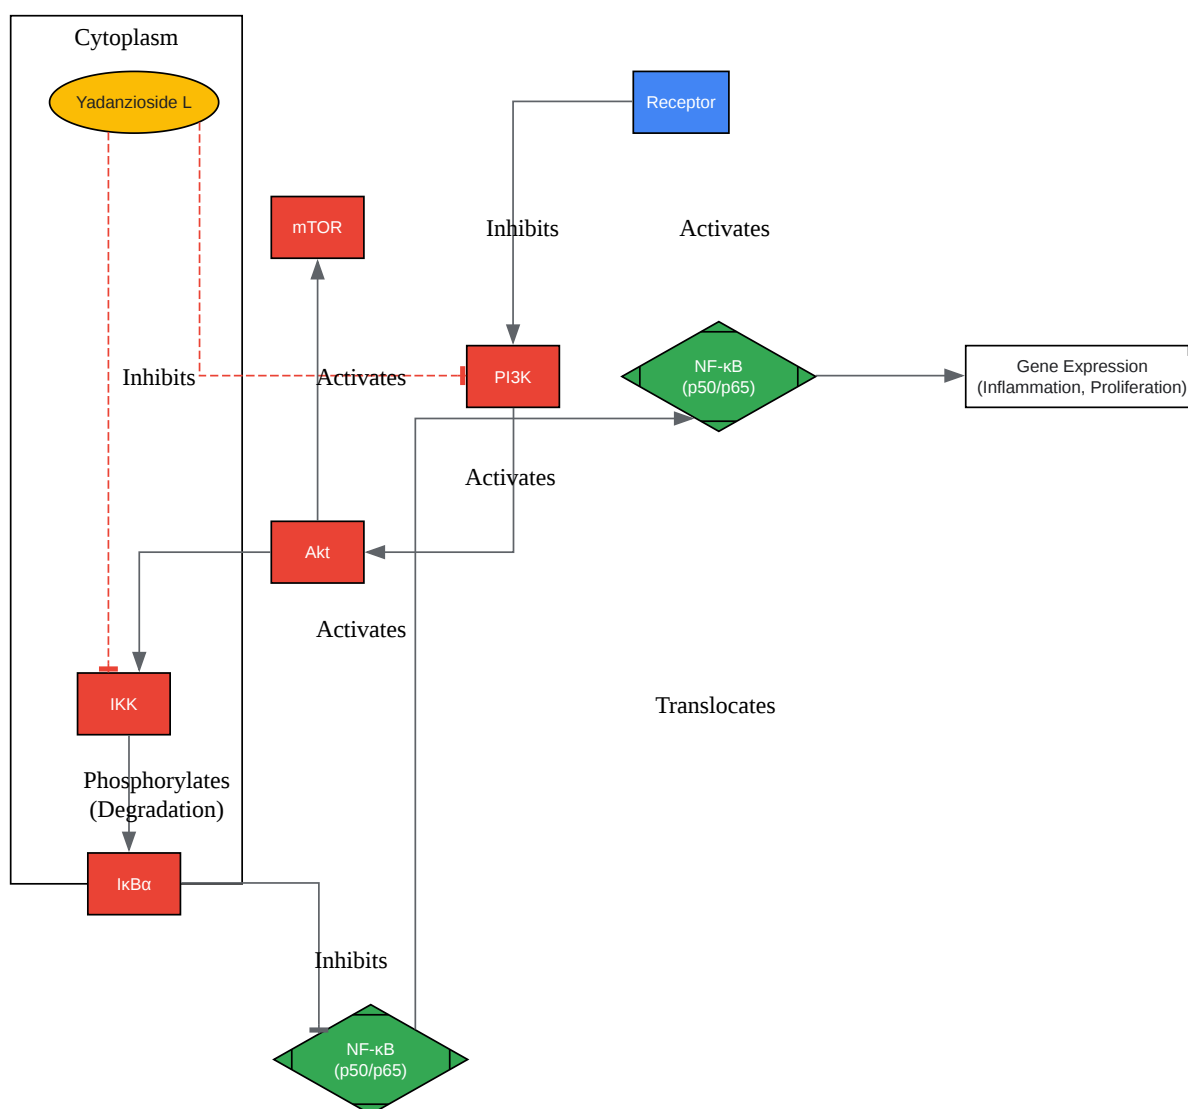 Cytoplasm
Yadanzioside L
Receptor
mTOR
Inhibits
Activates
Inhibits
Activates
PI3K
NF-κB
(p50/p65)
Gene Expression
(Inflammation, Proliferation)
Activates
Akt
Activates
IKK
Translocates
Phosphorylates
(Degradation)
IκBα
Inhibits
NF-κB
(p50/p65)